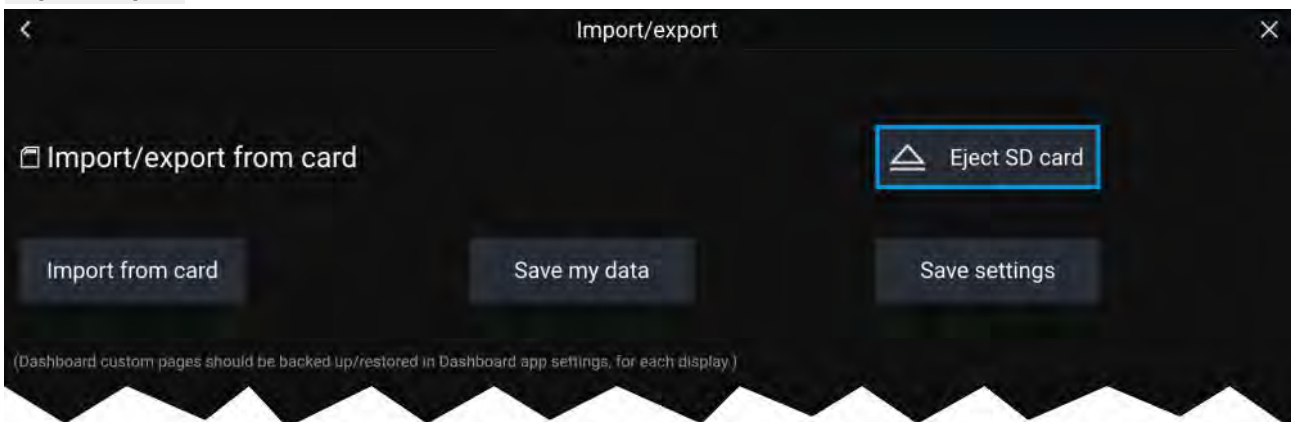 Import/export
Import/export from card
Eject SD card
Import from card
Save my data
Save settings
(Dashboard custom pages should be backed up/restored in Dashboard app settings, for each display.)